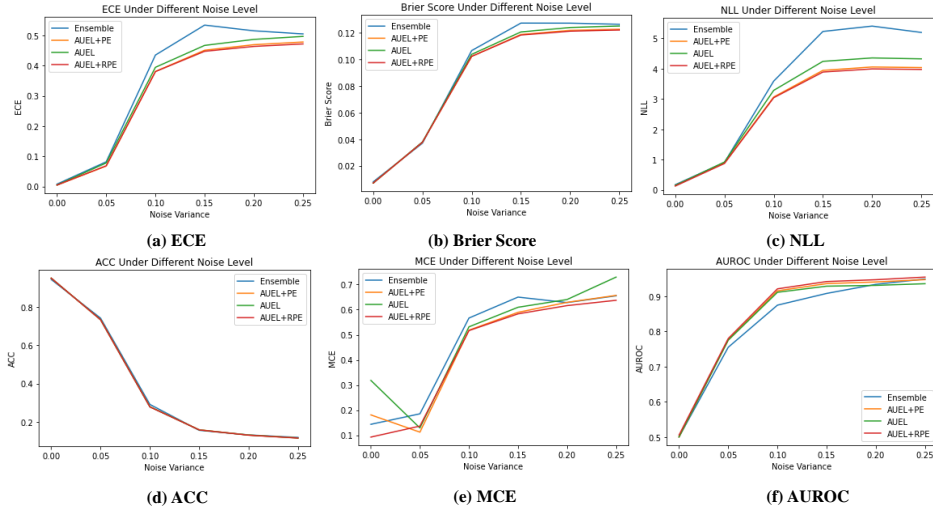 ECE Under Different Noise Level
Ensemble
AUEL+PE
AUEL
AUEL+RPE
ECE
0.5
0.4
0.3
0.2
0.1
0.0
0.00 0.05 0.10 0.15 0.20 0.25
Noise Variance
(a) ECE
Brier Score Under Different Noise Level
Ensemble
AUEL+PE
AUEL
AUEL+RPE
Brier Score
0.12
0.10
0.08
0.06
0.04
0.02
0.00 0.05 0.10 0.15 0.20 0.25
Noise Variance
(b) Brier Score
NLL Under Different Noise Level
Ensemble
AUEL+PE
AUEL
AUEL+RPE
NLL
5
4
3
2
1
0
0.00 0.05 0.10 0.15 0.20 0.25
Noise Variance
(c) NLL
ACC Under Different Noise Level
Ensemble
AUEL+PE
AUEL
AUEL+RPE
ACC
0.8
0.6
0.4
0.2
0.00 0.05 0.10 0.15 0.20 0.25
Noise Variance
(d) ACC
MCE Under Different Noise Level
Ensemble
AUEL+PE
AUEL
AUEL+RPE
MCE
0.7
0.6
0.5
0.4
0.3
0.2
0.1
0.00 0.05 0.10 0.15 0.20 0.25
Noise Variance
(e) MCE
AUROC Under Different Noise Level
Ensemble
AUEL+PE
AUEL
AUEL+RPE
AUROC
0.9
0.8
0.7
0.6
0.5
0.00 0.05 0.10 0.15 0.20 0.25
Noise Variance
(f) AUROC